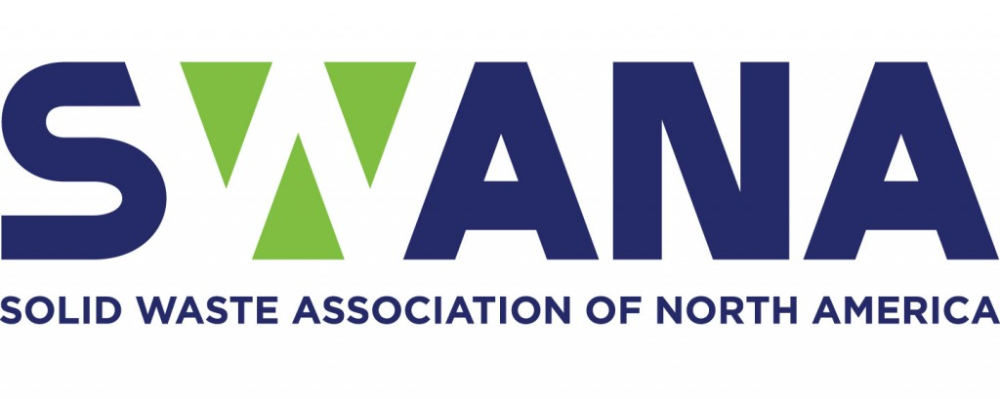 SWANA
SOLID WASTE ASSOCIATION OF NORTH AMERICA